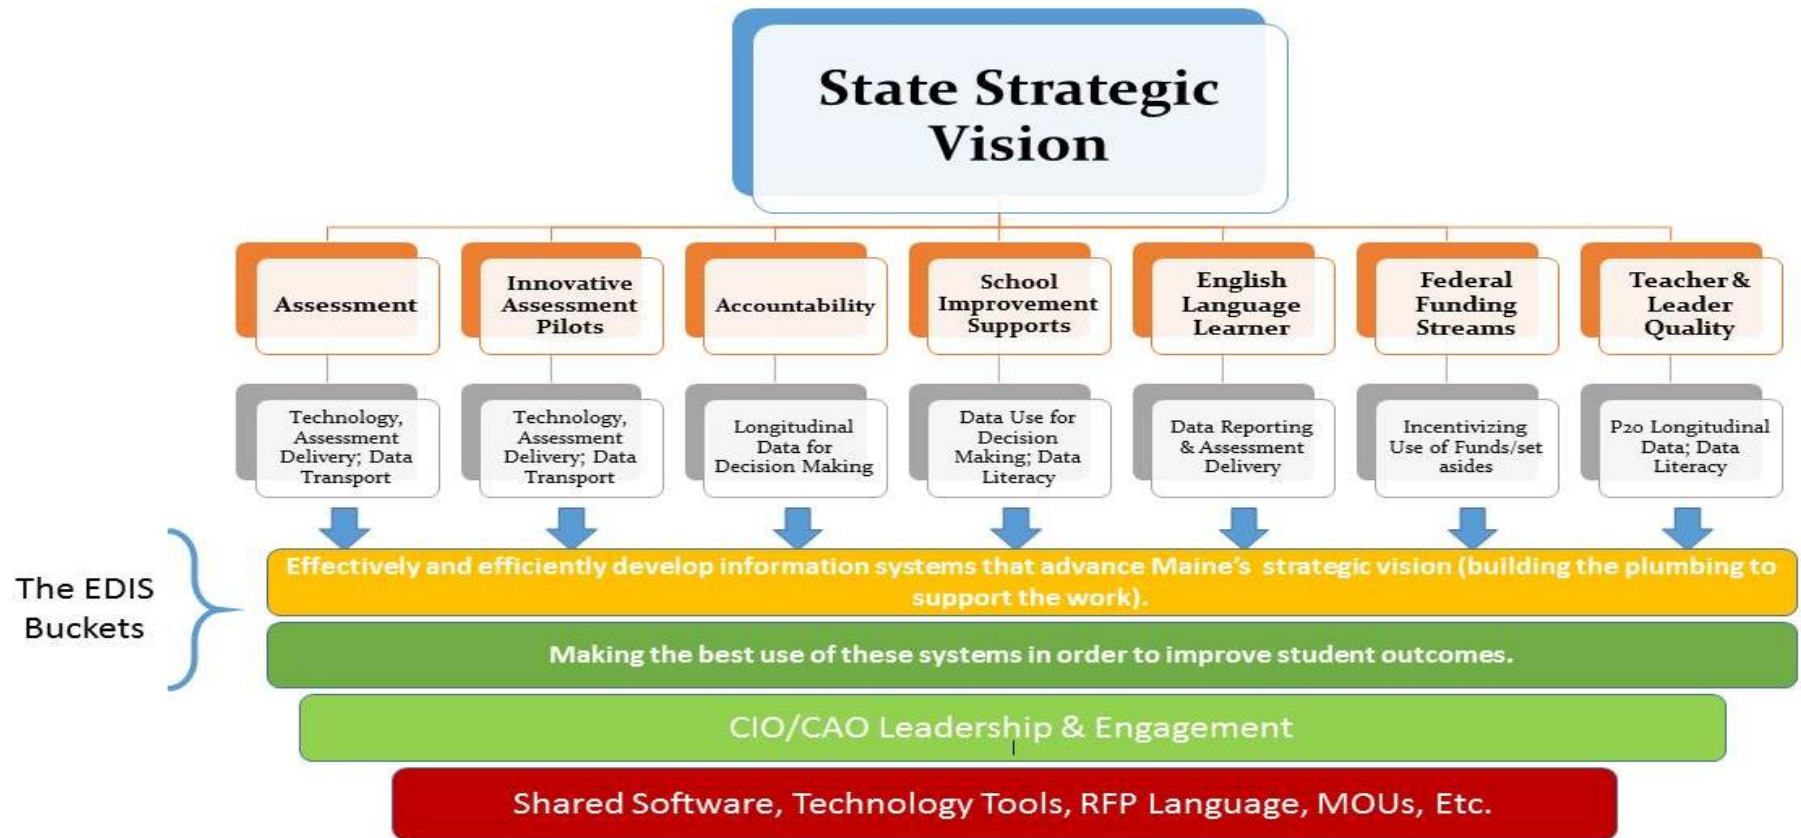 State Strategic
Vision
Assessment
Innovative
Assessment
Pilots
Accountability
School
Improvement
Supports
English
Language
Learner
Federal
Funding
Streams
Teacher &
Leader
Quality
Technology,
Assessment
Delivery; Data
Transport
Technology,
Assessment
Delivery; Data
Transport
Longitudinal
Data for
Decision Making
Data Use for
Decision
Making; Data
Literacy
Data Reporting
& Assessment
Delivery
Incentivizing
Use of Funds/set
asides
P20 Longitudinal
Data; Data
Literacy
The EDIS
Buckets
Effectively and efficiently develop information systems that advance Maine's strategic vision (building the plumbing to
support the work).
Making the best use of these systems in order to improve student outcomes.
CIO/CAO Leadership & Engagement
Shared Software, Technology Tools, RFP Language, MOUs, Etc.